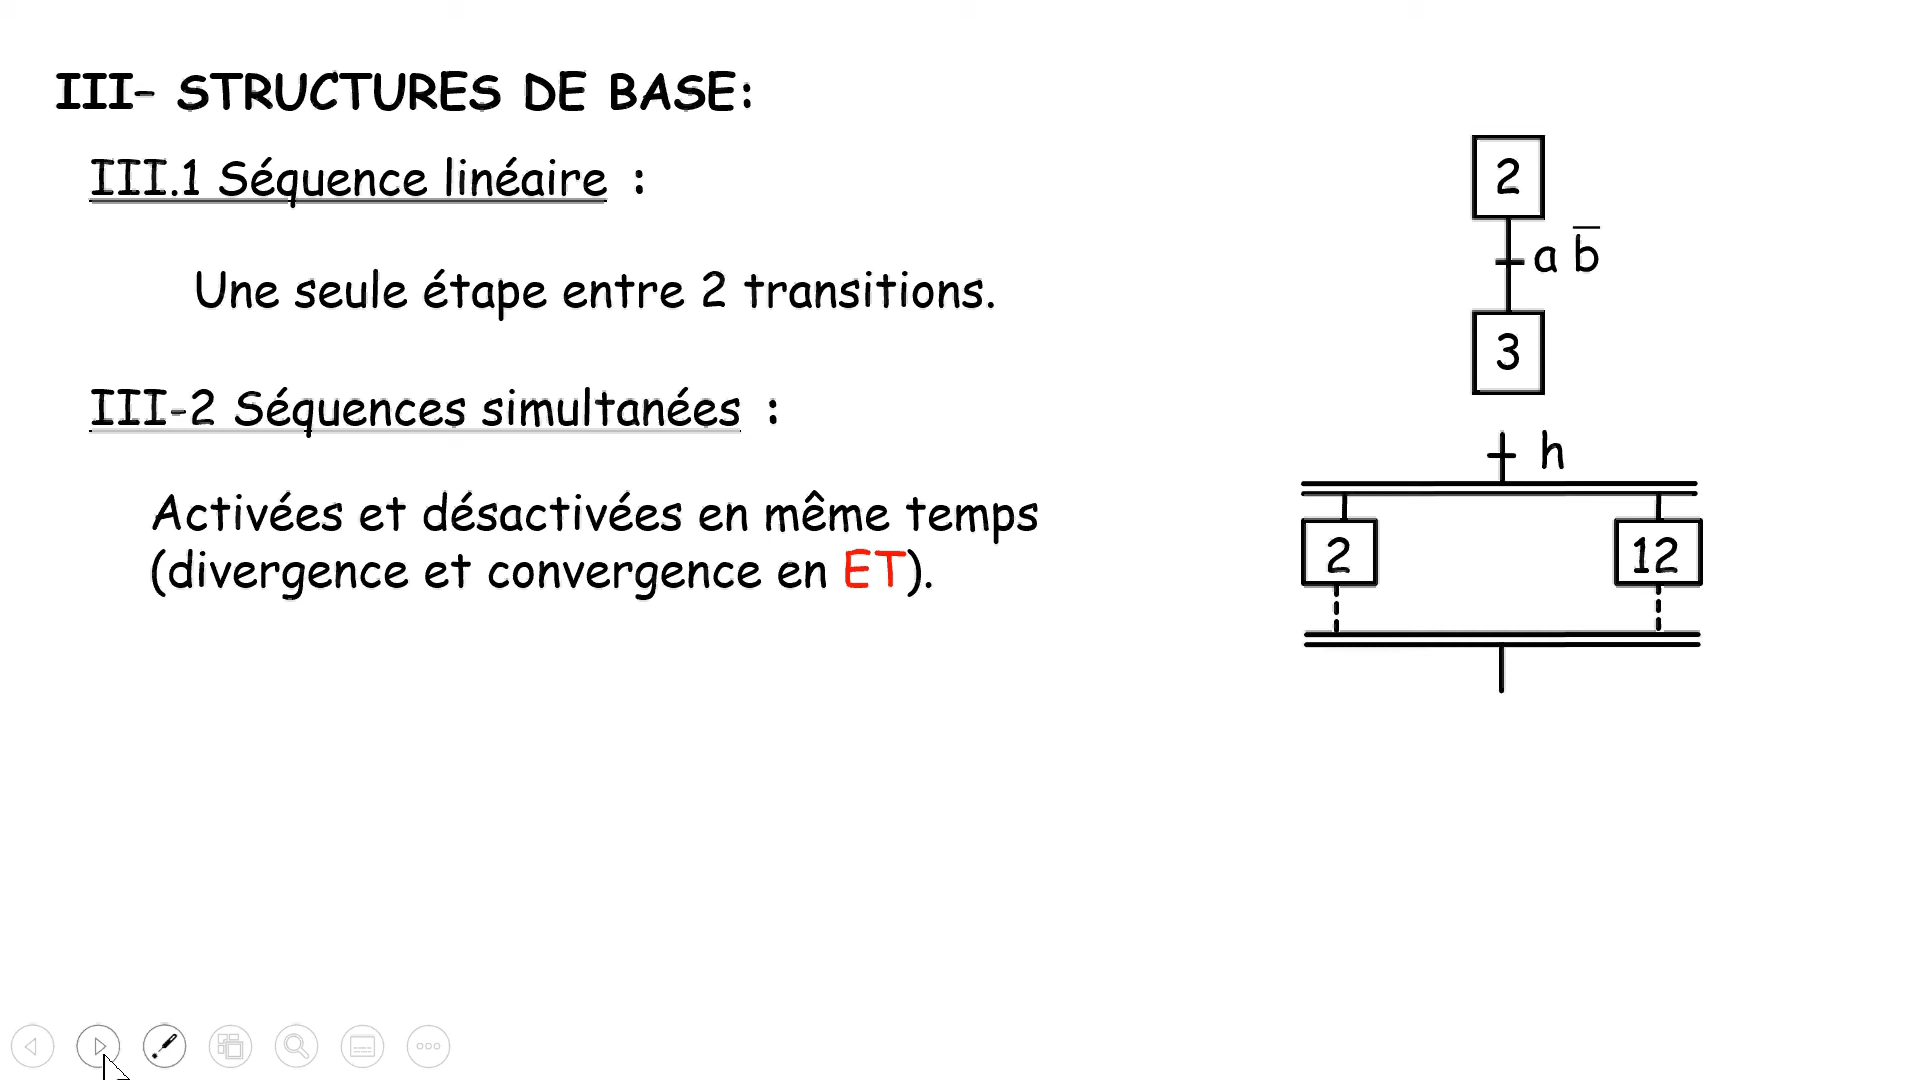 III- STRUCTURES DE BASE:
III.1 Séquence linéaire :
Une seule étape entre 2 transitions.
III-2 Séquences simultanées :
Activées et désactivées en même temps
(divergence et convergence en ET).
2
a b̅
3
h
2 12